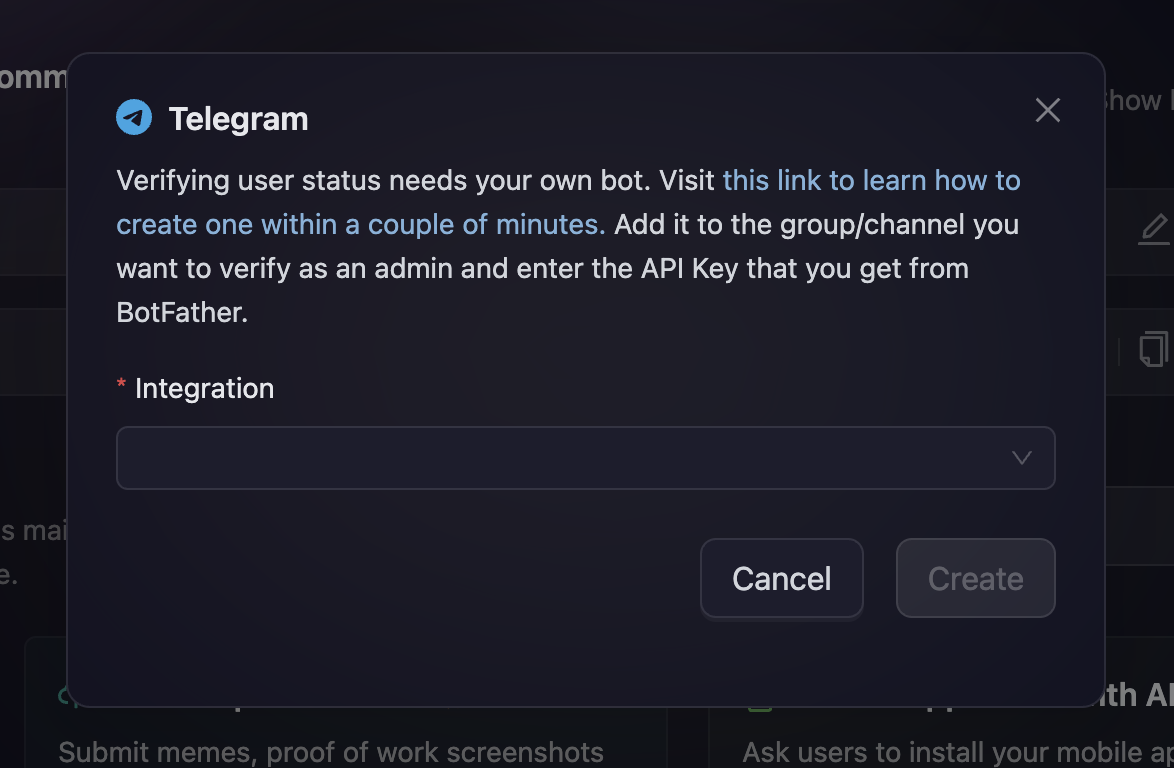 Telegram
Show
Verifying user status needs your own bot. Visit this link to learn how to
create one within a couple of minutes. Add it to the group/channel you
want to verify as an admin and enter the API Key that you get from
BotFather.
* Integration
s mai
e.
Cancel
Create
Submit memes, proof of work screenshots
Ask users to install your mobile